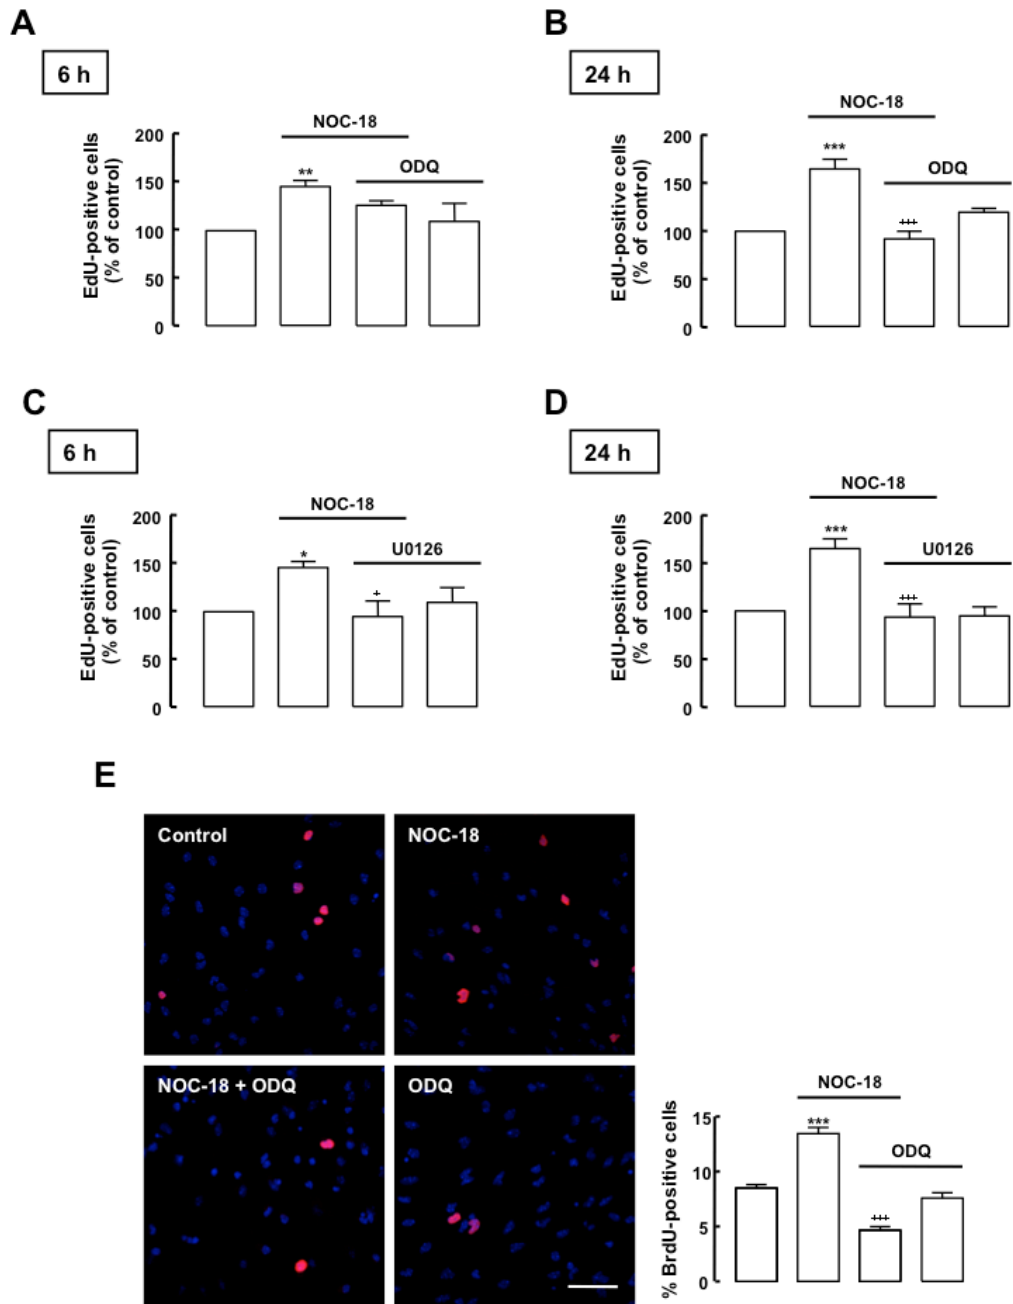 A
6 h
NOC-18
ODQ
**
EdU-positive cells
(% of control)
200
150
100
50
0
B
24 h
NOC-18
ODQ
***
+++
EdU-positive cells
(% of control)
200
150
100
50
0
C
6 h
NOC-18
U0126
*
+
EdU-positive cells
(% of control)
200
150
100
50
0
D
24 h
NOC-18
U0126
***
+++
EdU-positive cells
(% of control)
200
150
100
50
0
E
Control
NOC-18
NOC-18 + ODQ
ODQ
NOC-18
ODQ
***
+++
% BrdU-positive cells
15
10
5
0